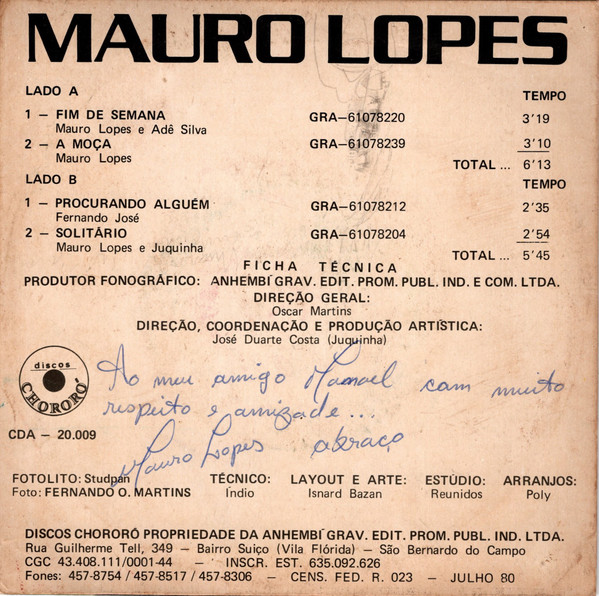 MAURO LOPES
LADO A
TEMPO
1 – FIM DE SEMANA GRA–61078220 3'19
Mauro Lopes e Adê Silva
2 – A MOÇA GRA–61078239 3'10
Mauro Lopes
TOTAL ... 6'13
LADO B TEMPO
1 – PROCURANDO ALGUÉM GRA–61078212 2'35
Fernando José
2 – SOLITÁRIO GRA–61078204 2'54
Mauro Lopes e Juquinha
TOTAL ... 5'45
FICHA TÉCNICA
PRODUTOR FONOGRÁFICO: ANHEMBI GRAV. EDIT. PROM. PUBL. IND. E COM. LTDA.
DIREÇÃO GERAL:
Oscar Martins
DIREÇÃO, COORDENAÇÃO E PRODUÇÃO ARTÍSTICA:
José Duarte Costa (Juquinha)
discos
CHORORÓ
Ao meu amigo Manoel com muito
respeito e amizade...
Mauro Lopes abraço
CDA – 20.009
FOTOLITO: Studpan TÉCNICO: LAYOUT E ARTE: ESTÚDIO: ARRANJOS:
Foto: FERNANDO O. MARTINS Índio Isnard Bazan Reunidos Poly
DISCOS CHORORÓ PROPRIEDADE DA ANHEMBI GRAV. EDIT. PROM. PUBL. IND. LTDA.
Rua Guilherme Tell, 349 – Bairro Suiço (Vila Flórida) – São Bernardo do Campo
CGC 43.408.111/0001-44 – INSCR. EST. 635.092.626
Fones: 457-8754 / 457-8517 / 457-8306 – CENS. FED. R. 023 – JULHO 80